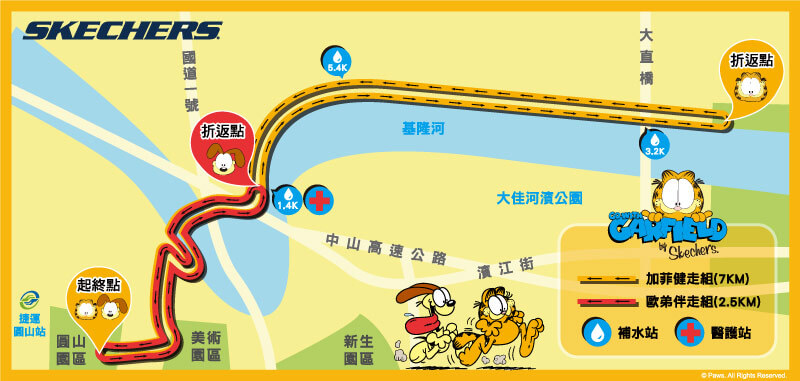 SKECHERS
國道一號
5.4K
大直橋
折返點
折返點
基隆河
3.2K
1.4K
大佳河濱公園
GO WITH
GARFIELD
by Skechers.
中山高速公路
濱江街
起終點
加菲健走組(7KM)
歐弟伴走組(2.5KM)
捷運
圓山站
圓山
園區
美術
園區
新生
園區
補水站
醫護站
© Paws. All Rights Reserved.